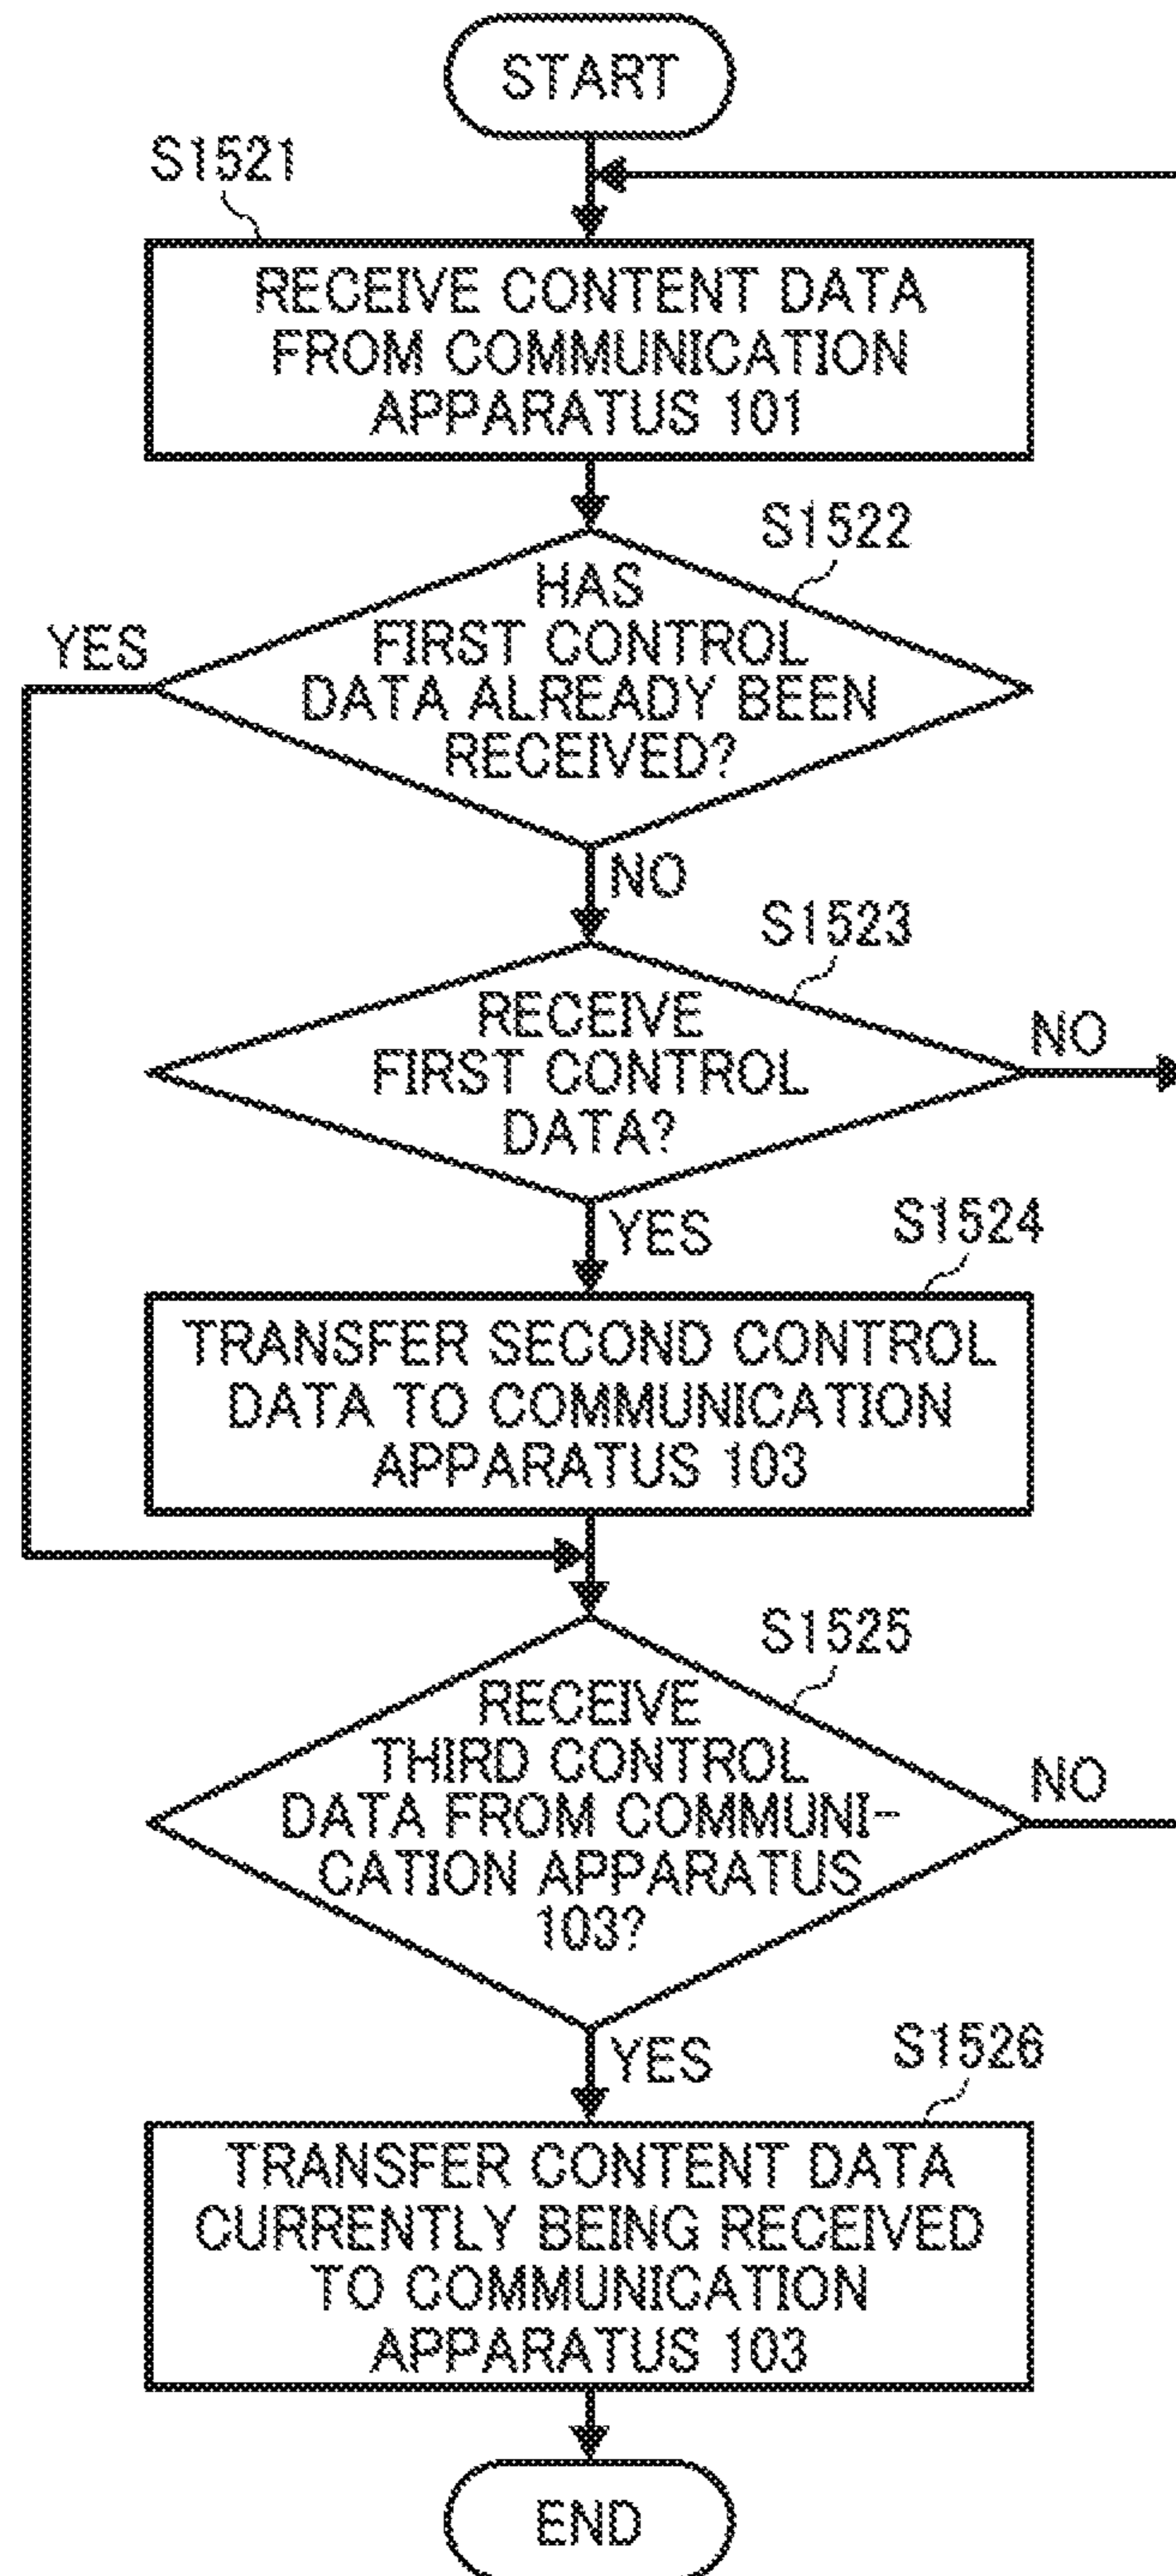 START
S1521
RECEIVE CONTENT DATA
FROM COMMUNICATION
APPARATUS 101
S1522
HAS
FIRST CONTROL
DATA ALREADY BEEN
RECEIVED?
YES
NO
S1523
RECEIVE
FIRST CONTROL
DATA?
NO
YES
S1524
TRANSFER SECOND CONTROL
DATA TO COMMUNICATION
APPARATUS 103
S1525
RECEIVE
THIRD CONTROL
DATA FROM COMMUNI-
CATION APPARATUS
103?
NO
YES
S1526
TRANSFER CONTENT DATA
CURRENTLY BEING RECEIVED
TO COMMUNICATION
APPARATUS 103
END